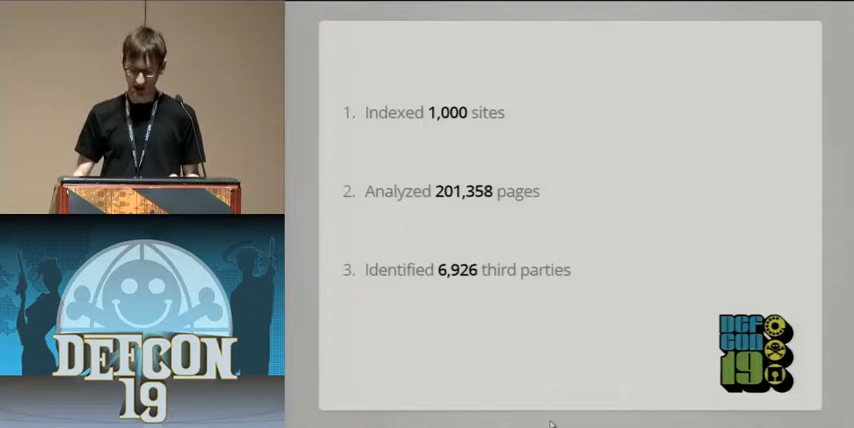 1. Indexed 1,000 sites
2. Analyzed 201,358 pages
3. Identified 6,926 third parties
DEFCON
19
DEF
CON
19